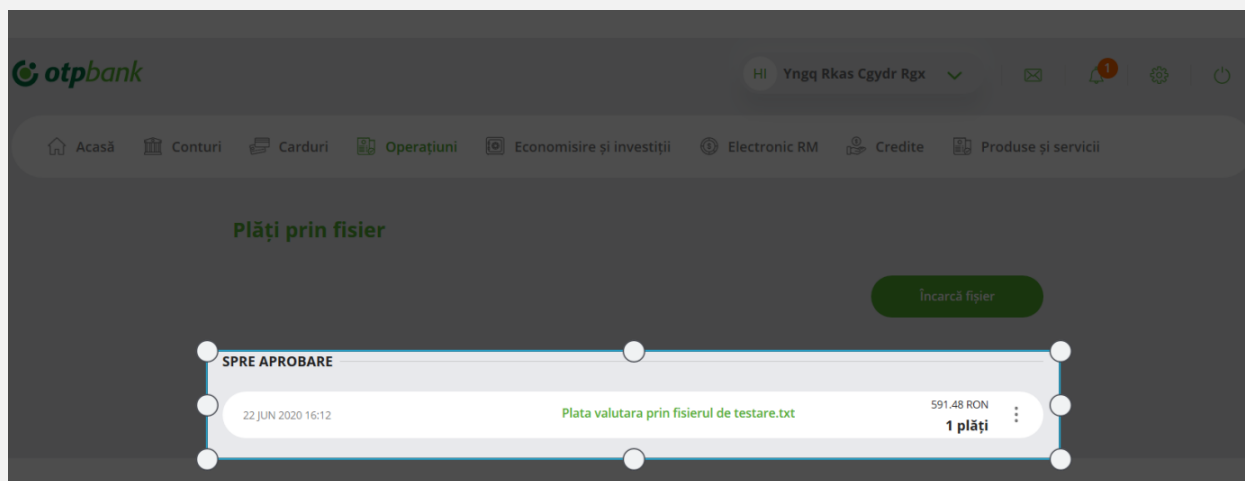 otpbank
HI Yngq Rkas Cgydr Rgx
1
Acasă Conturi Carduri Operațiuni Economisire și investiții Electronic RM Credite Produse și servicii
Plăți prin fisier
Încarcă fișier
SPRE APROBARE
22 JUN 2020 16:12 Plata valutara prin fisierul de testare.txt 591.48 RON
1 plăți